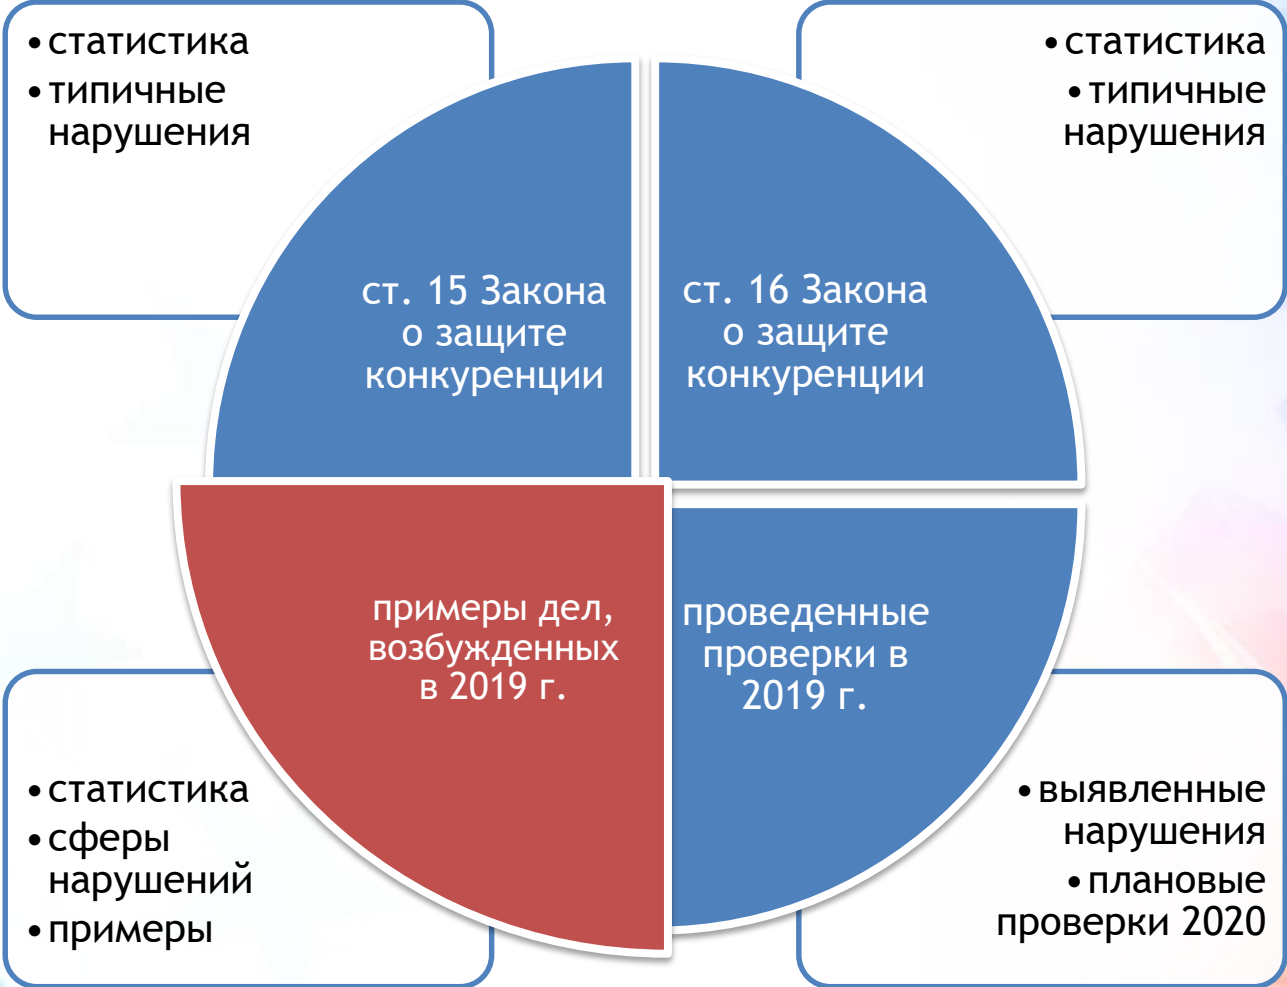 • статистика
• типичные
нарушения
• статистика
• типичные
нарушения
ст. 15 Закона
о защите
конкуренции
ст. 16 Закона
о защите
конкуренции
примеры дел,
возбужденных
в 2019 г.
проведенные
проверки в
2019 г.
• статистика
• сферы
нарушений
• примеры
• выявленные
нарушения
• плановые
проверки 2020